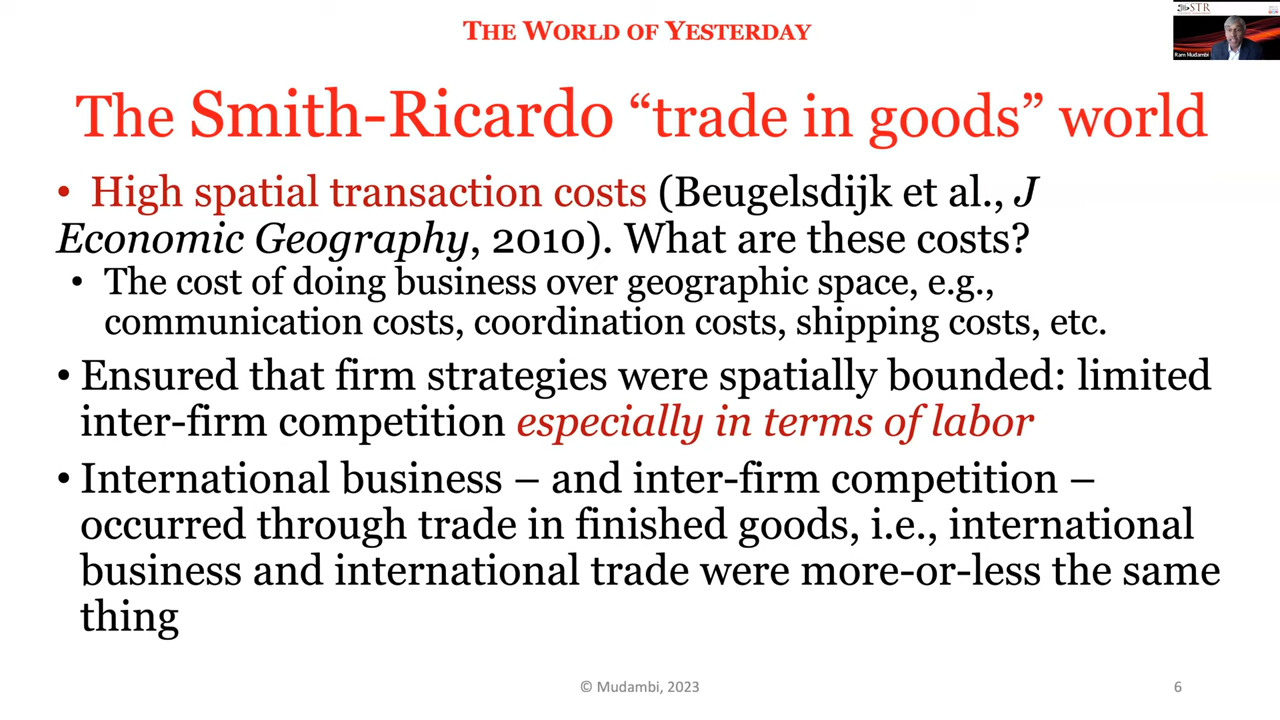 THE WORLD OF YESTERDAY
STR
Ram Mudambi
The Smith-Ricardo “trade in goods” world
• High spatial transaction costs (Beugelsdijk et al., J
Economic Geography, 2010). What are these costs?
• The cost of doing business over geographic space, e.g.,
communication costs, coordination costs, shipping costs, etc.
• Ensured that firm strategies were spatially bounded: limited
inter-firm competition especially in terms of labor
• International business – and inter-firm competition –
occurred through trade in finished goods, i.e., international
business and international trade were more-or-less the same
thing
© Mudambi, 2023
6